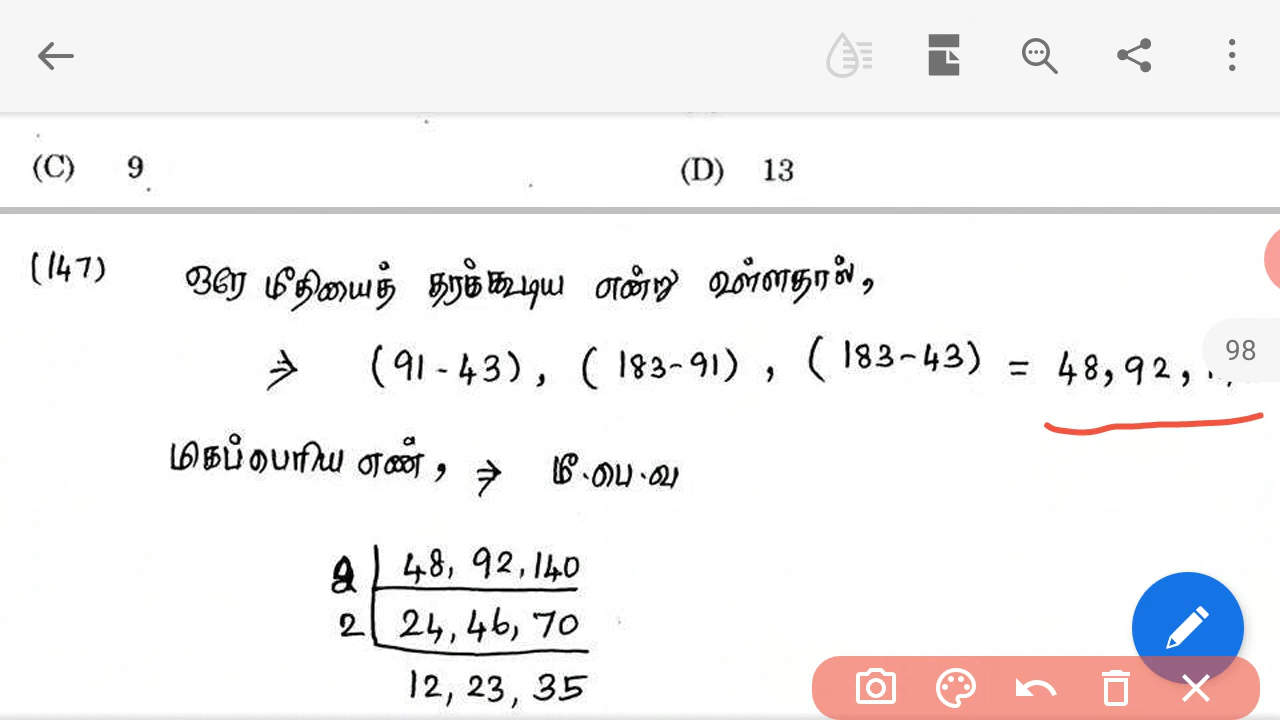 (C) 9 (D) 13
(147) ஒரே மீதியைத் தரக்கூடிய என்று உள்ளதால்,
⇒ (91-43), (183-91), (183-43) = 48, 92,
98
மிகப்பெரிய எண், ⇒ மீ.பெ.வ
2 | 48, 92, 140
2 | 24, 46, 70
12, 23, 35